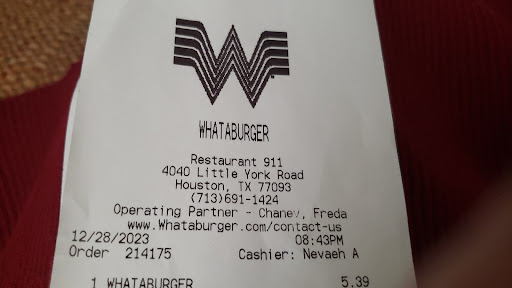 WHATABURGER
Restaurant 911
4040 Little York Road
Houston, TX 77093
(713)691-1424
Operating Partner - Chaney, Freda
www.Whataburger.com/contact-us
12/28/2023 08:43PM
Order 214175 Cashier: Nevaeh A
1 WHATABURGER 5.39